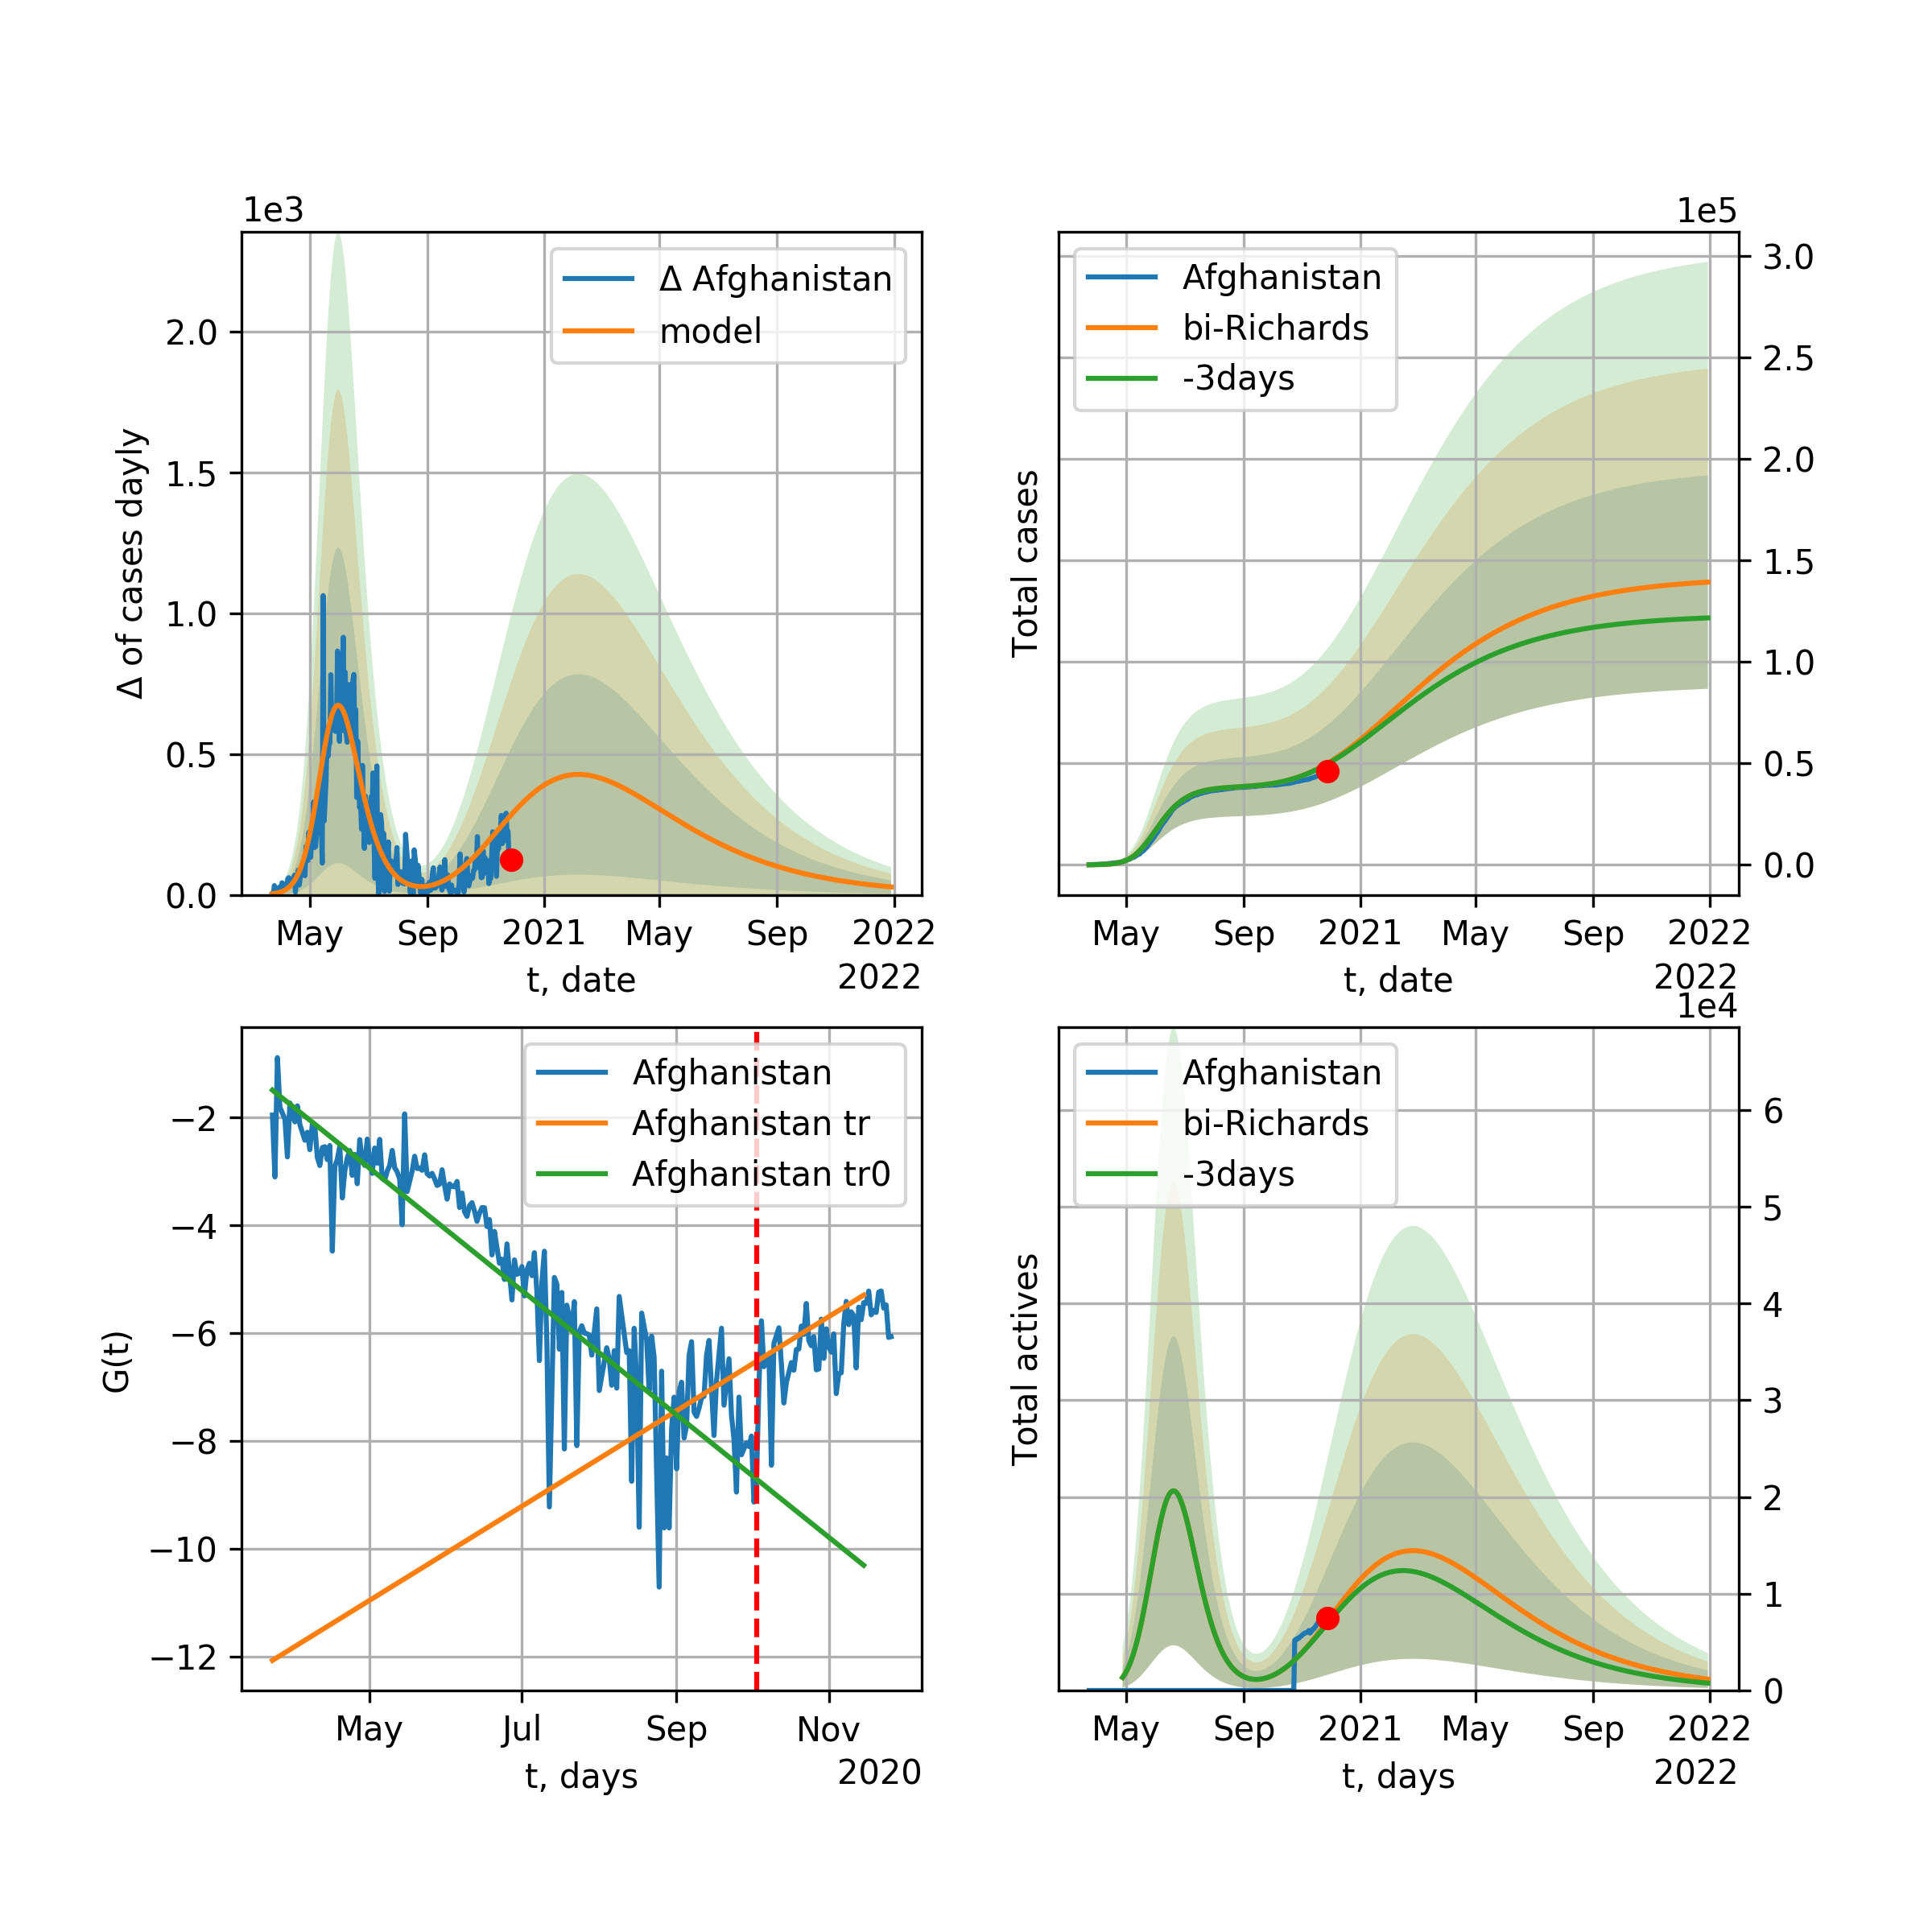 1e3
Δ of cases dayly
2.0
1.5
1.0
0.5
0.0
Δ Afghanistan
model
May Sep 2021 May Sep 2022
t, date
2022
1e5
Total cases
Afghanistan
bi-Richards
-3days
3.0
2.5
2.0
1.5
1.0
0.5
0.0
May Sep 2021 May Sep 2022
t, date
2022
G(t)
−2
−4
−6
−8
−10
−12
Afghanistan
Afghanistan tr
Afghanistan tr0
May Jul Sep Nov
t, days
2020
1e4
Total actives
Afghanistan
bi-Richards
-3days
6
5
4
3
2
1
0
May Sep 2021 May Sep 2022
t, days
2022